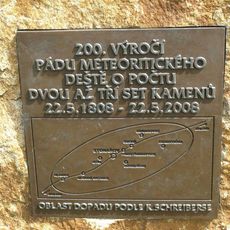 200. VÝROČÍ
PÁDU METEORITICKÉHO
DEŠTĚ O POČTU
DVOU AŽ TŘÍ SET KAMENŮ
22.5.1808 - 22.5.2008
OBLAST DOPADU PODLE K. SCHREIBERSE